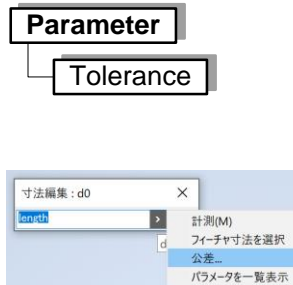 Parameter
Tolerance
寸法編集 : d0
length
計測(M)
フィーチャ寸法を選択
公差...
パラメータを一覧表示